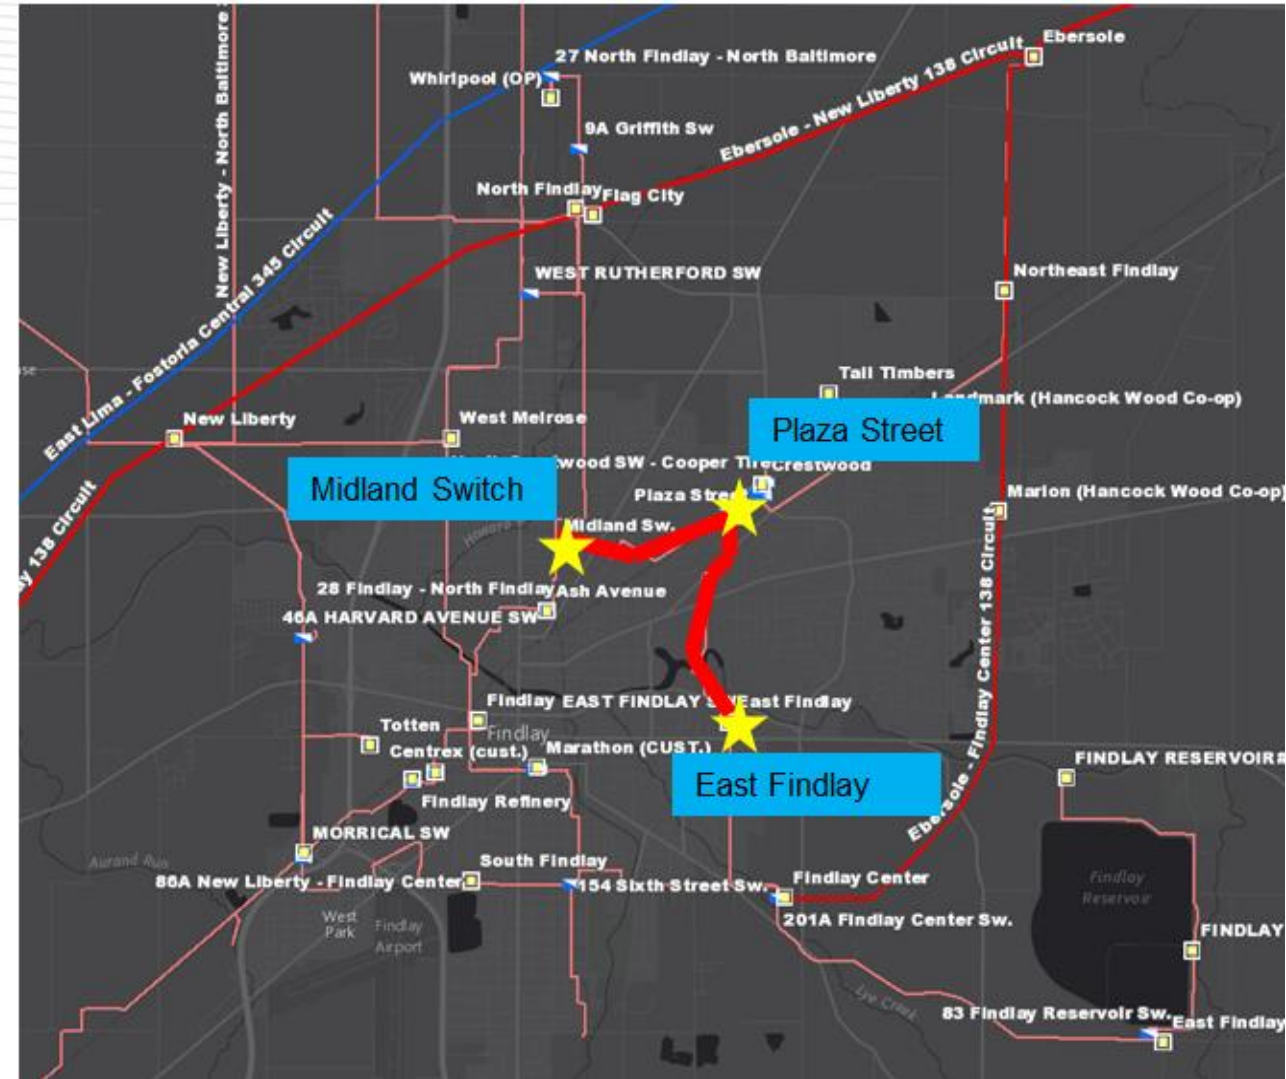 Ebersole
27 North Findlay - North Baltimore
Whirlpool (OP)
New Liberty - North Baltimore
Ebersole - New Liberty 138 Circuit
9A Griffith Sw
North Findlay
Flag City
East Lima - Fostoria Central 345 Circuit
WEST RUTHERFORD SW
Northeast Findlay
Tall Timbers
(Hancock Wood Co-op)
New Liberty
West Melrose
Plaza Street
Midland Switch
SW - Cooper
Crestwood
Plaza
Marion (Hancock Wood Co-op)
138 Circuit
Midland Sw.
28 Findlay - North Findlay
Ash Avenue
46A HARVARD AVENUE SW
Ebersole - Findlay Center 138 Circuit
Findlay
EAST FINDLAY
East Findlay
Findlay
Totten
Centrex (cust.)
Marathon (CUST.)
East Findlay
FINDLAY RESERVOIR
Findlay Refinery
MORRICAL SW
Aurand Run
South Findlay
86A New Liberty - Findlay Center
154 Sixth Street Sw.
Findlay Center
201A Findlay Center Sw.
Findlay
Reservoir
West
Park
Findlay
Airport
FINDLAY
Lye Creek
83 Findlay Reservoir Sw.
East Findlay